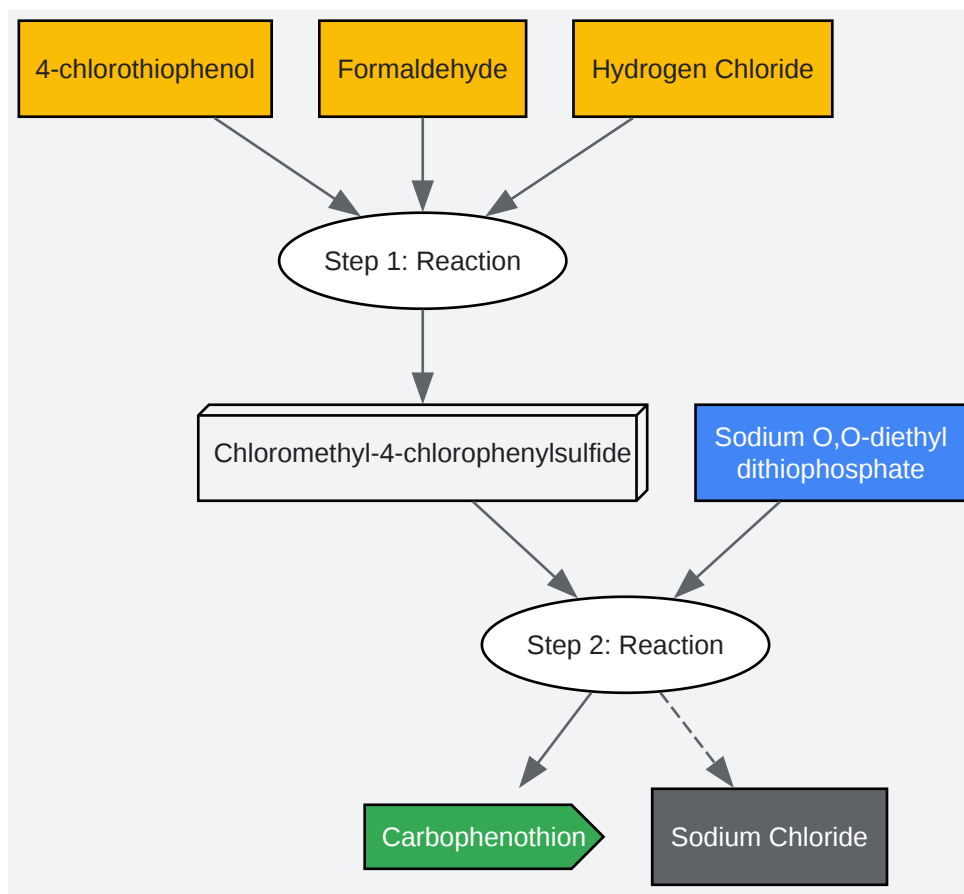 4-chlorothiophenol
Formaldehyde
Hydrogen Chloride
Step 1: Reaction
Chloromethyl-4-chlorophenylsulfide
Sodium O,O-diethyl
dithiophosphate
Step 2: Reaction
Carbophenothion
Sodium Chloride